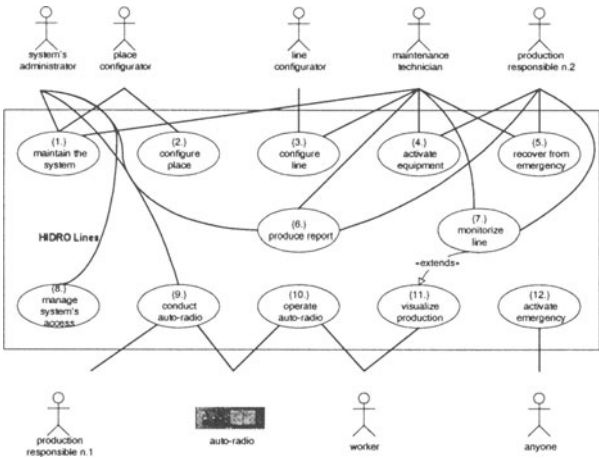 system's
administrator
place
configurator
line
configurator
maintenance
technician
production
responsible n.2
{1.}
maintain the
system
{2.}
configure
place
{3.}
configure
line
{4.}
activate
equipment
{5.}
recover from
emergency
{6.}
produce report
{7.}
monitorize
line
HIDRO Lines
«extends»
{8.}
manage
system's
access
{9.}
conduct
auto-radio
{10.}
operate
auto-radio
{11.}
visualize
production
{12.}
activate
emergency
production
responsible n.1
auto-radio
worker
anyone